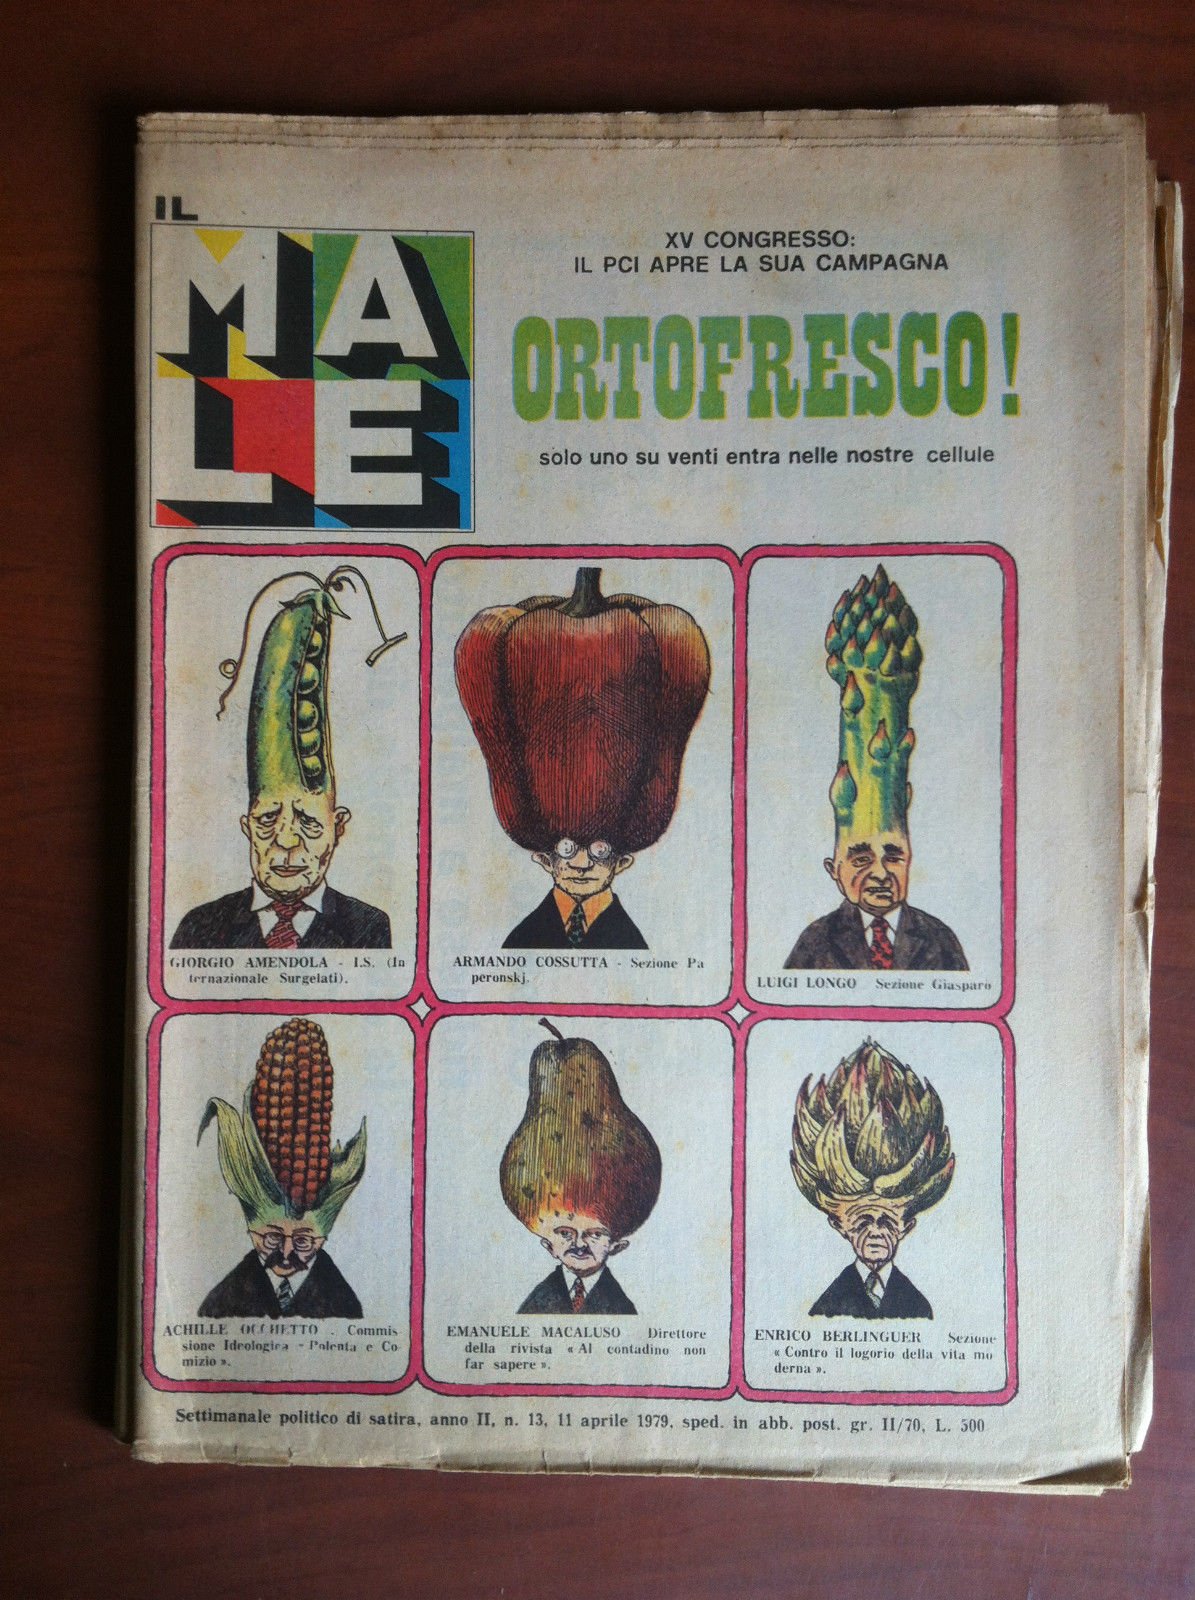 IL
MALE
XV CONGRESSO:
IL PCI APRE LA SUA CAMPAGNA
ORTOFRESCO!
solo uno su venti entra nelle nostre cellule
GIORGIO AMENDOLA - I.S. (In
ternazionale Surgelati).
ARMANDO COSSUTTA - Sezione Pa
peronskj.
LUIGI LONGO Sezione Giasparo
ACHILLE OCCHETTO . Commis
sione Ideologica - Polenta e Co
mizio ».
EMANUELE MACALUSO Direttore
della rivista « Al contadino non
far sapere ».
ENRICO BERLINGUER Sezione
« Contro il logorio della vita mo
derna ».
Settimanale politico di satira, anno II, n. 13, 11 aprile 1979, sped. in abb. post. gr. II/70, L. 500